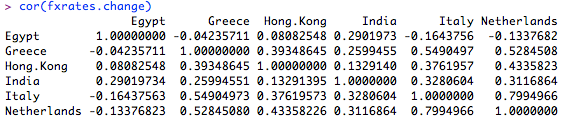 > cor(fxrates.change)
Egypt Greece Hong.Kong India Italy Netherlands
Egypt 1.00000000 -0.04235711 0.08082548 0.2901973 -0.1643756 -0.1337682
Greece -0.04235711 1.00000000 0.39348645 0.2599455 0.5490497 0.5284508
Hong.Kong 0.08082548 0.39348645 1.00000000 0.1329140 0.3761957 0.4335823
India 0.29019734 0.25994551 0.13291395 1.0000000 0.3280604 0.3116864
Italy -0.16437563 0.54904973 0.37619573 0.3280604 1.0000000 0.7994966
Netherlands -0.13376823 0.52845080 0.43358226 0.3116864 0.7994966 1.0000000